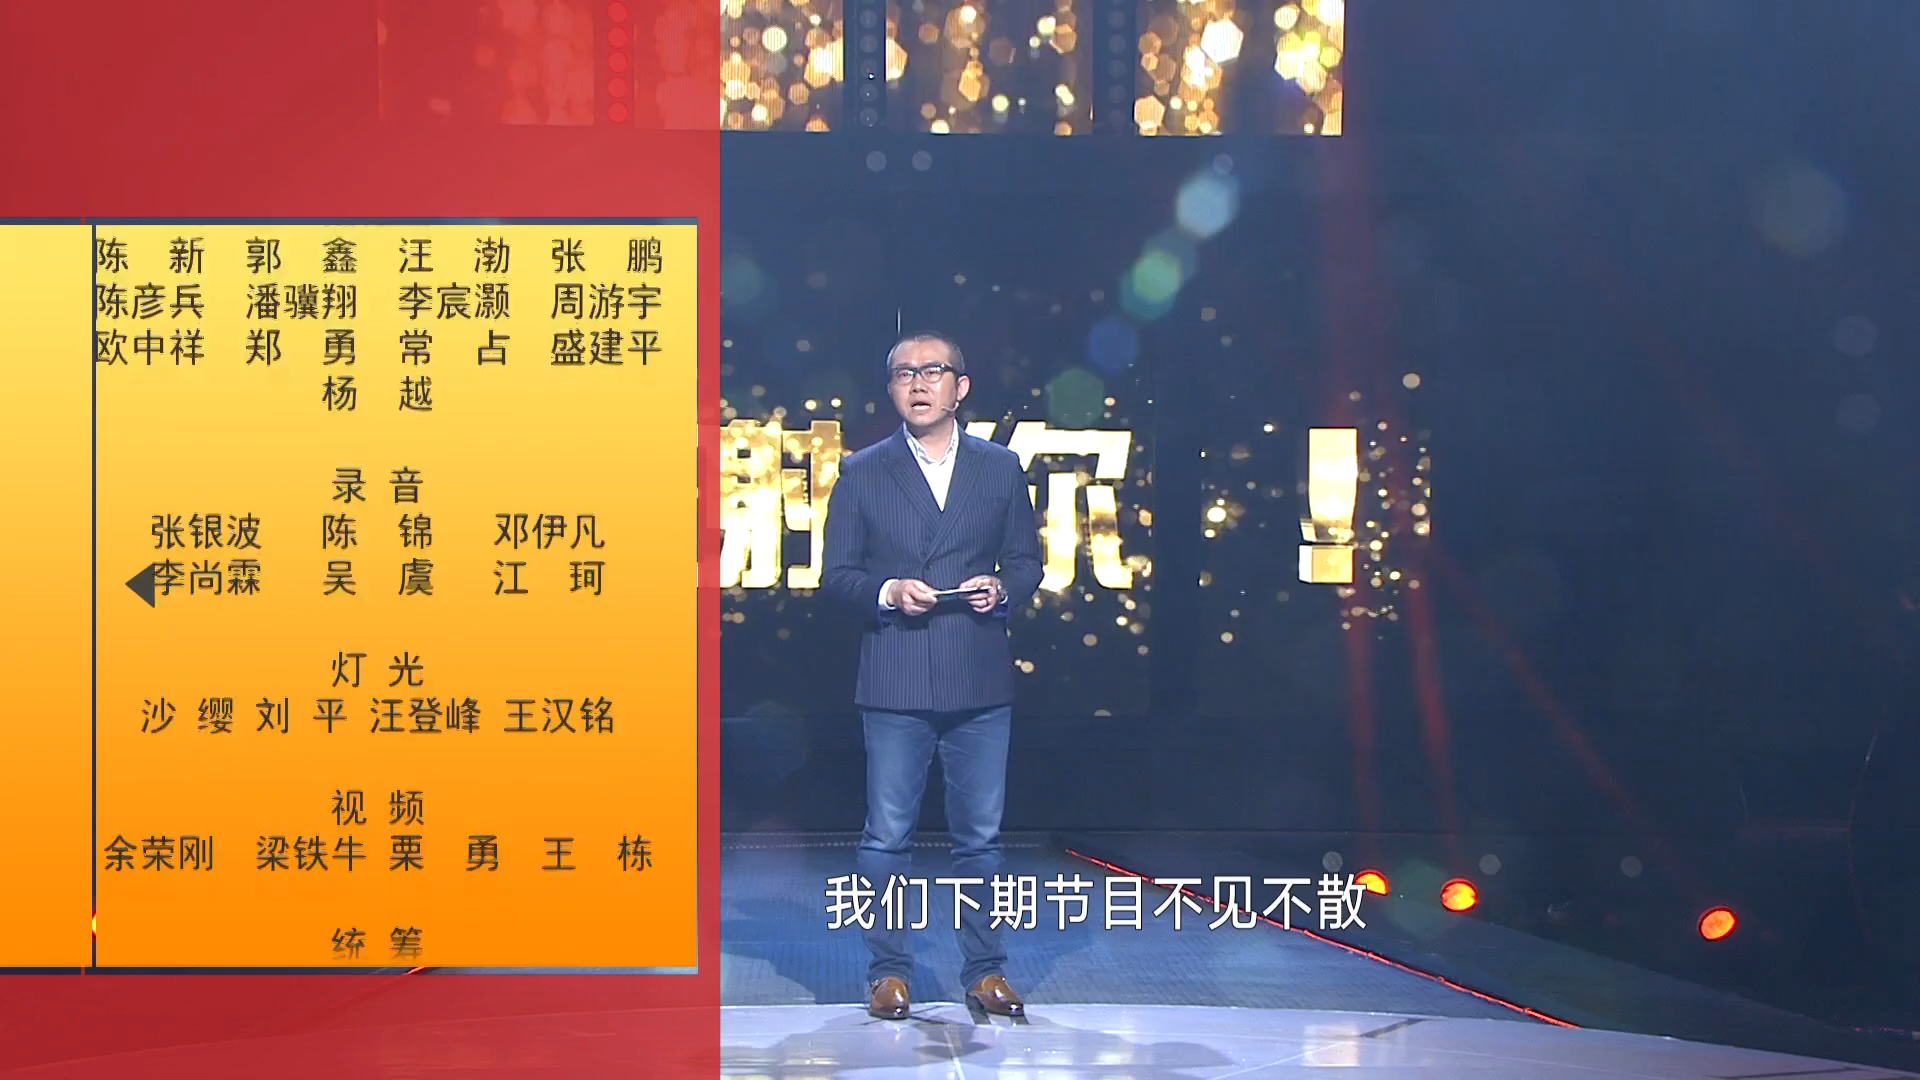 陈 新 郭 鑫 汪 渤 张 鹏
陈彦兵 潘骥翔 李宸灏 周游宇
欧中祥 郑 勇 常 占 盛建平
杨 越
录 音
张银波 陈 锦 邓伊凡
李尚霖 吴 虞 江 珂
灯 光
沙 缨 刘 平 汪登峰 王汉铭
视 频
余荣刚 梁铁牛 栗 勇 王 栋
统 筹
谢你!
我们下期节目不见不散